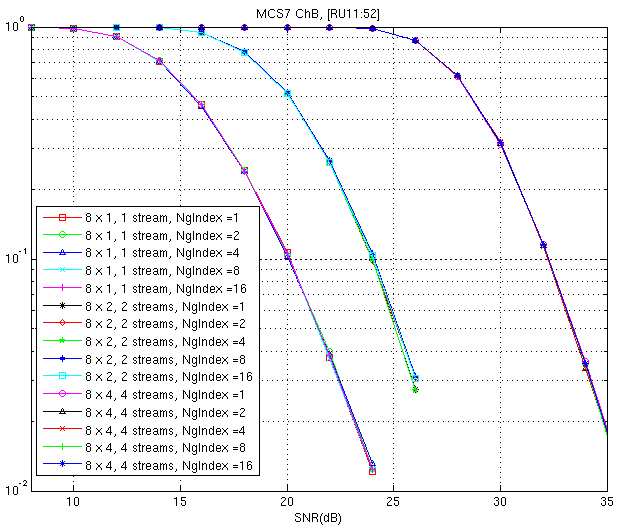 MCS7 ChB, [RU11:52]
10^0
10^-1
10^-2
8 × 1, 1 stream, NgIndex =1
8 × 1, 1 stream, NgIndex =2
8 × 1, 1 stream, NgIndex =4
8 × 1, 1 stream, NgIndex =8
8 × 1, 1 stream, NgIndex =16
8 × 2, 2 streams, NgIndex =1
8 × 2, 2 streams, NgIndex =2
8 × 2, 2 streams, NgIndex =4
8 × 2, 2 streams, NgIndex =8
8 × 2, 2 streams, NgIndex =16
8 × 4, 4 streams, NgIndex =1
8 × 4, 4 streams, NgIndex =2
8 × 4, 4 streams, NgIndex =4
8 × 4, 4 streams, NgIndex =8
8 × 4, 4 streams, NgIndex =16
10 15 20 25 30 35
SNR(dB)